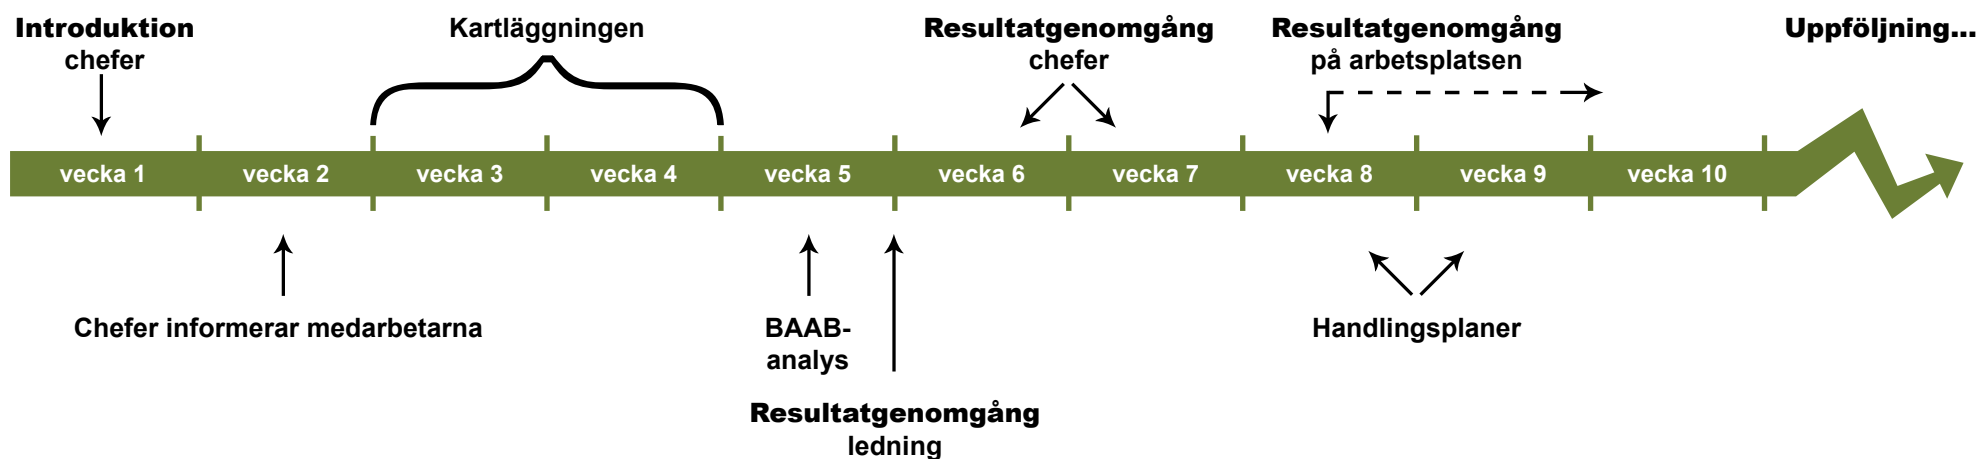 Introduktion
chefer
Kartläggningen
Resultatgenomgång
chefer
Resultatgenomgång
på arbetsplatsen
Uppföljning...
vecka 1
vecka 2
vecka 3
vecka 4
vecka 5
vecka 6
vecka 7
vecka 8
vecka 9
vecka 10
Chefer informerar medarbetarna
BAAB-
analys
Resultatgenomgång
ledning
Handlingsplaner